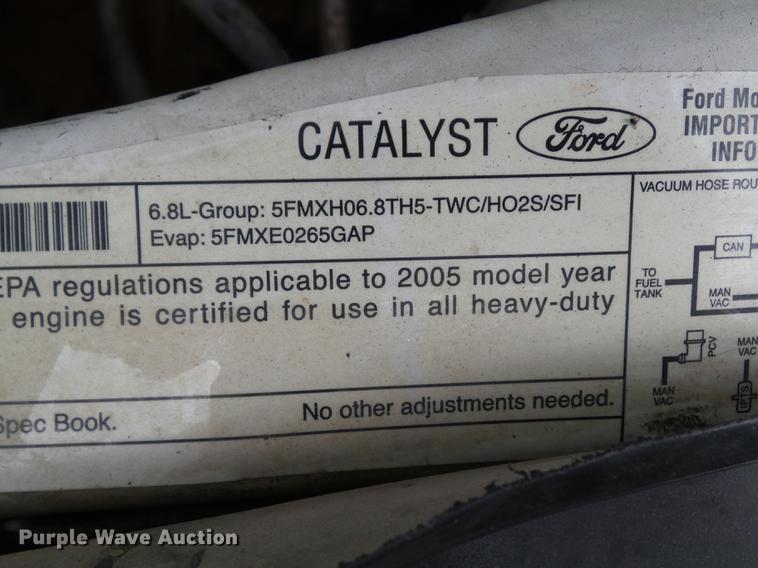 CATALYST Ford
Ford Mo
IMPORT
INFO
6.8L-Group: 5FMXH06.8TH5-TWC/HO2S/SFI
Evap: 5FMXE0265GAP
EPA regulations applicable to 2005 model year
engine is certified for use in all heavy-duty
Spec Book.
No other adjustments needed.
VACUUM HOSE ROU
CAN
TO
FUEL
TANK
MAN
VAC
PCV
MAN
VAC
MAN
VAC
IPTS
Purple Wave Auction